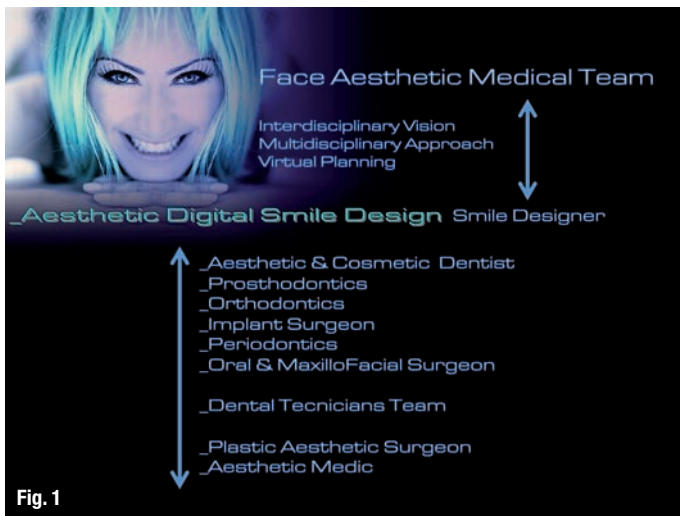 Face Aesthetic Medical Team
Interdisciplinary Vision
Multidisciplinary Approach
Virtual Planning
_Aesthetic Digital Smile Design Smile Designer
_Aesthetic & Cosmetic Dentist
_Prosthodontics
_Orthodontics
_Implant Surgeon
_Periodontics
_Oral & MaxilloFacial Surgeon
_Dental Tecnicians Team
_Plastic Aesthetic Surgeon
_Aesthetic Medic
Fig. 1